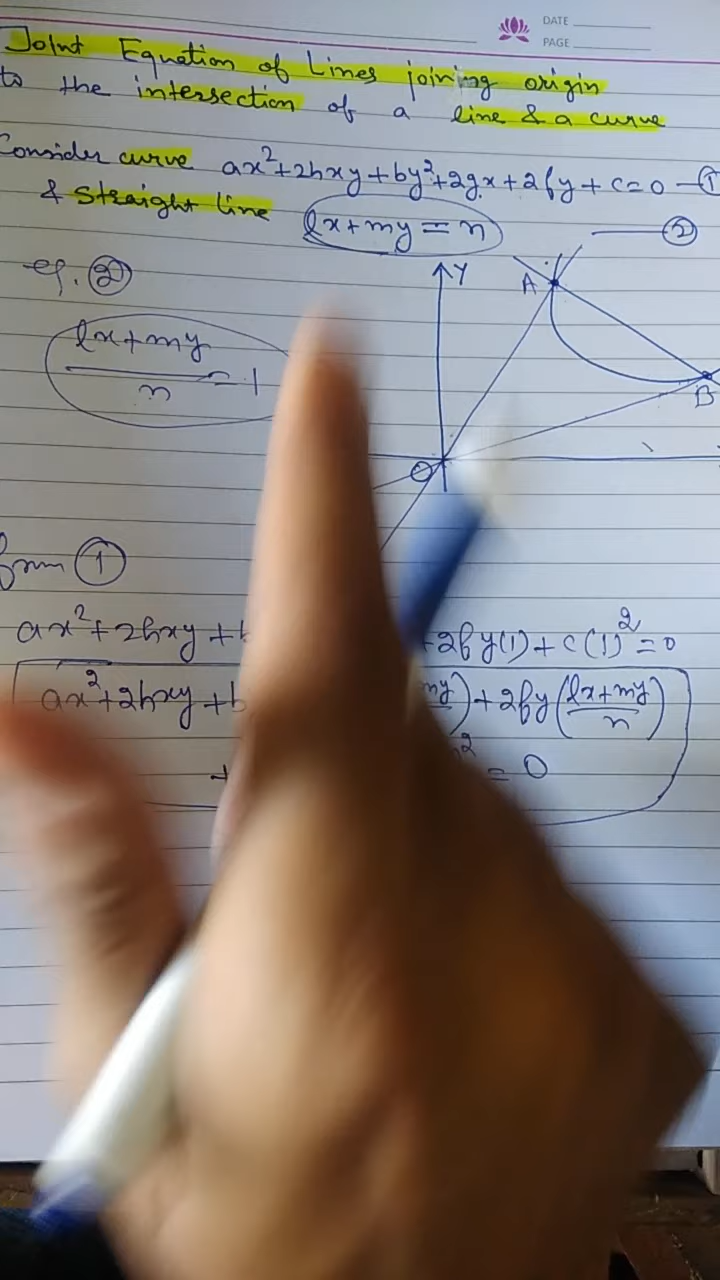 DATE
PAGE
Joint Equation of Lines joining origin
to the intersection of a line & a curve
Consider curve ax²+2hxy+by²+2gx+2fy+c=0 —①
& straight line lx+my=n —②
eq. ②
(lx+my)/n = 1
Y
A
B
O
from ①
ax²+2hxy+ +2fy(1)+c(1)²=0
ax²+2hxy+b my)+2fy((lx+my)/n)
+ ² = 0